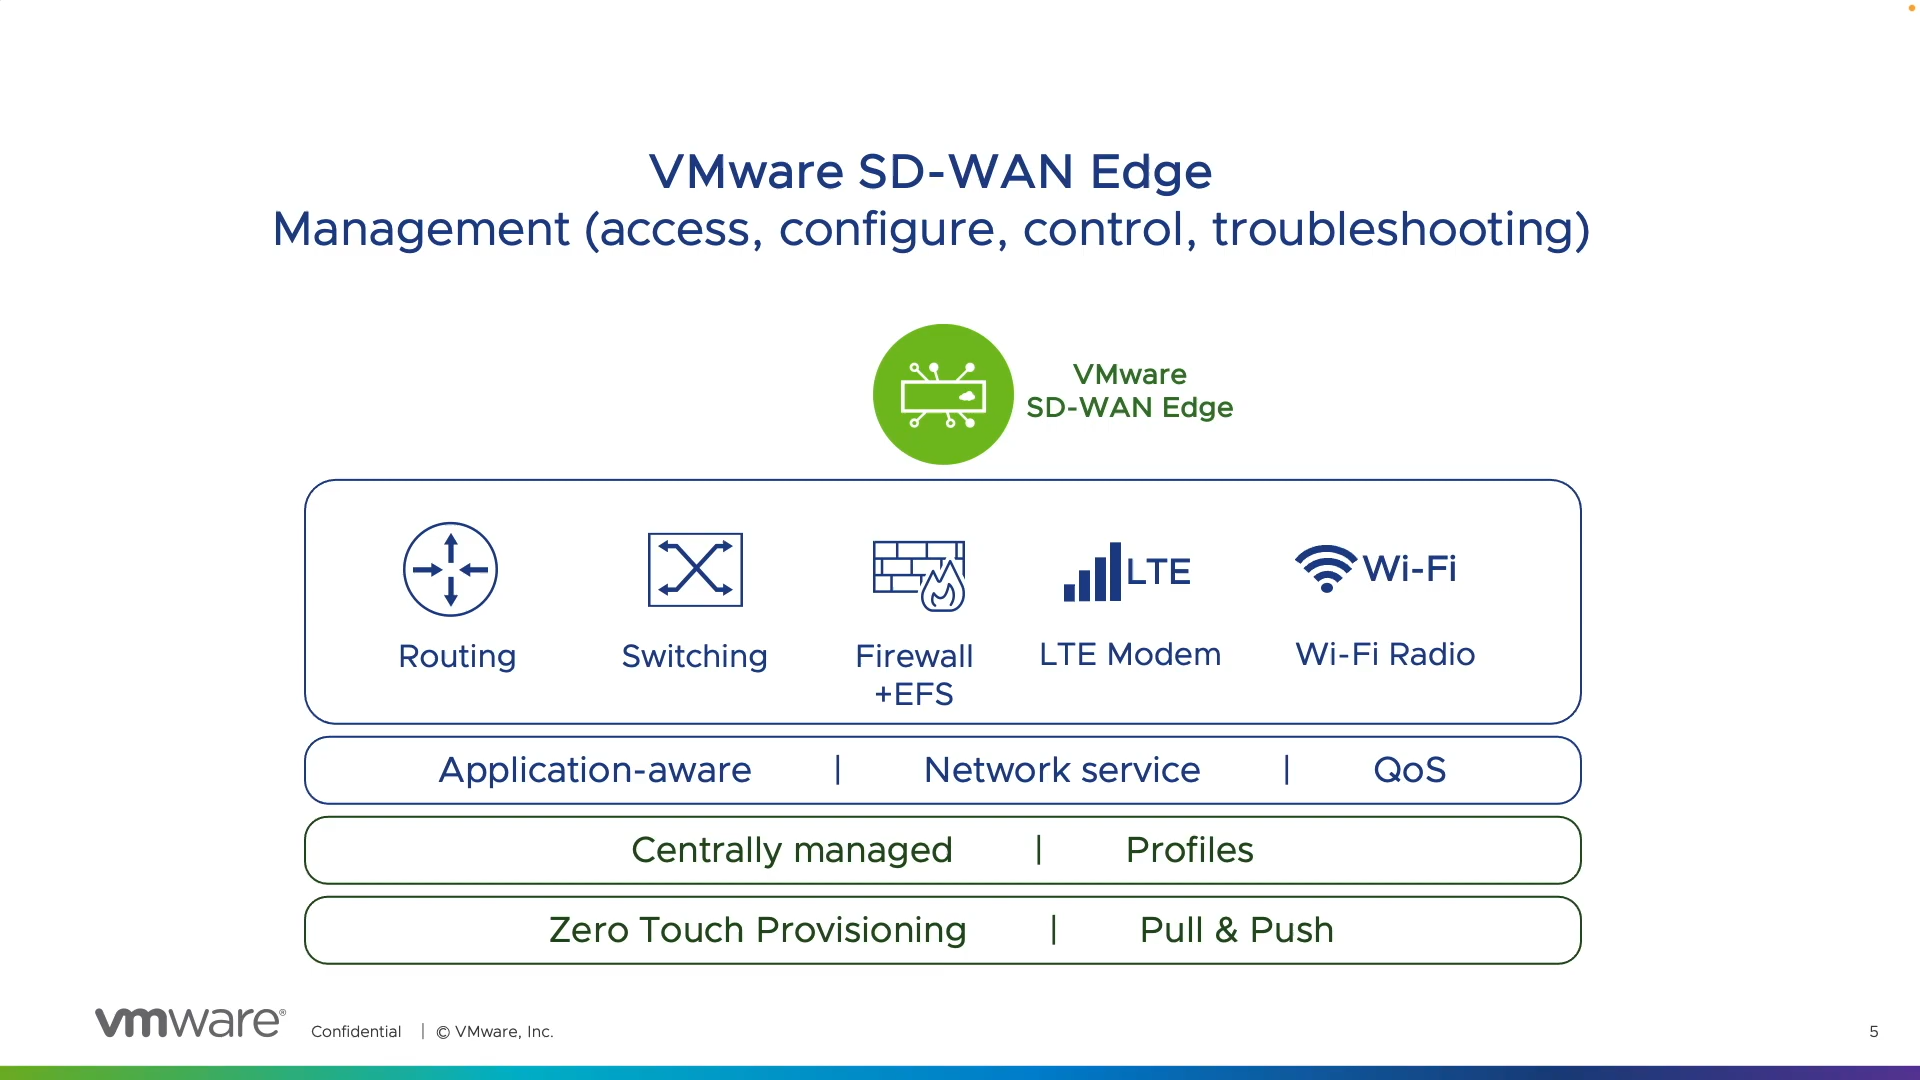 VMware SD-WAN Edge
Management (access, configure, control, troubleshooting)
VMware
SD-WAN Edge
LTE
Wi-Fi
Routing
Switching
Firewall
+EFS
LTE Modem
Wi-Fi Radio
Application-aware | Network service | QoS
Centrally managed | Profiles
Zero Touch Provisioning | Pull & Push
vmware® Confidential | © VMware, Inc. 5